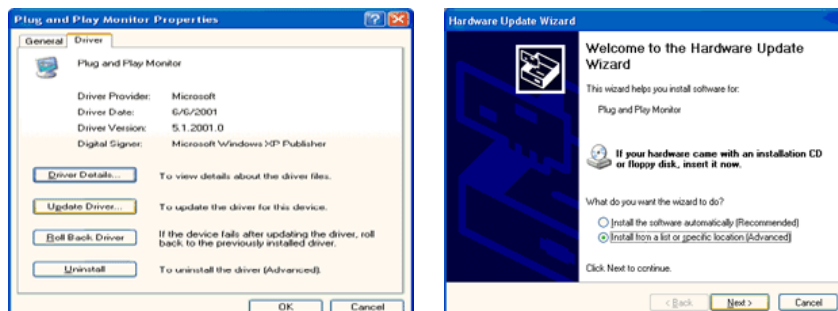 Plug and Play Monitor Properties
General Driver
Plug and Play Monitor
Driver Provider: Microsoft
Driver Date: 6/6/2001
Driver Version: 5.1.2001.0
Digital Signer: Microsoft Windows XP Publisher
Driver Details... To view details about the driver files.
Update Driver... To update the driver for this device.
Roll Back Driver If the device fails after updating the driver, roll
back to the previously installed driver.
Uninstall To uninstall the driver (Advanced).
OK Cancel
Hardware Update Wizard
Welcome to the Hardware Update
Wizard
This wizard helps you install software for:
Plug and Play Monitor
If your hardware came with an installation CD
or floppy disk, insert it now.
What do you want the wizard to do?
Install the software automatically (Recommended)
Install from a list or specific location (Advanced)
Click Next to continue.
< Back Next > Cancel